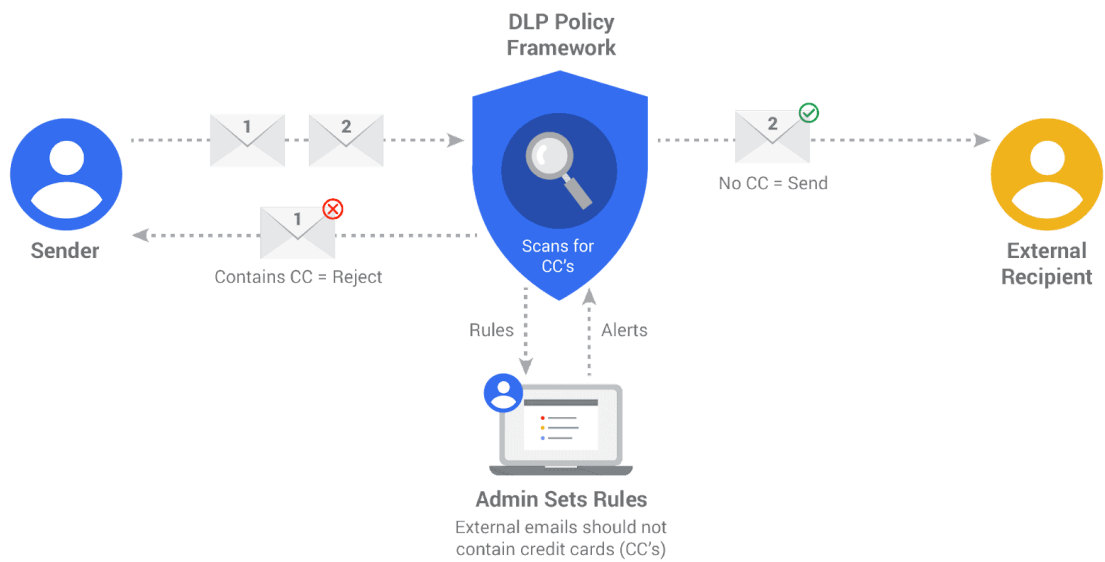 DLP Policy
Framework
1
2
2
No CC = Send
Sender
1
Contains CC = Reject
Scans for
CC's
External
Recipient
Rules
Alerts
Admin Sets Rules
External emails should not
contain credit cards (CC's)